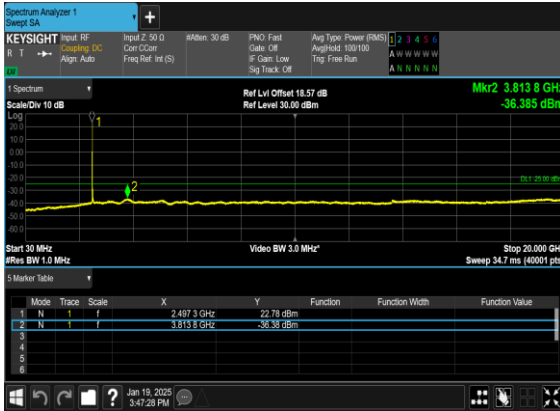 Spectrum Analyzer 1
Swept SA
+
KEYSIGHT Input: RF Input Z: 50 Ω #Atten: 30 dB PNO: Fast Avg Type: Power (RMS) 1 2 3 4 5 6
R T Coupling: DC Corr CCorr Gate: Off Avg|Hold: 100/100 A W W W W W
Align: Auto Freq Ref: Int (S) IF Gain: Low Trig: Free Run
Sig Track: Off A N N N N N
LU
1 Spectrum Ref Lvl Offset 18.57 dB Mkr2 3.813 8 GHz
Scale/Div 10 dB Ref Level 30.00 dBm -36.385 dBm
Log
1
20.0
10.0
0.00
-10.0
-20.0 DL1 -25.00 dBm
2
-30.0
-40.0
-50.0
-60.0
Start 30 MHz Video BW 3.0 MHz* Stop 20.000 GHz
#Res BW 1.0 MHz Sweep 34.7 ms (40001 pts)
5 Marker Table
Mode Trace Scale X Y Function Function Width Function Value
1 N 1 f 2.497 3 GHz 22.78 dBm
2 N 1 f 3.813 8 GHz -36.38 dBm
3
4
5
6
? Jan 19, 2025
3:47:28 PM